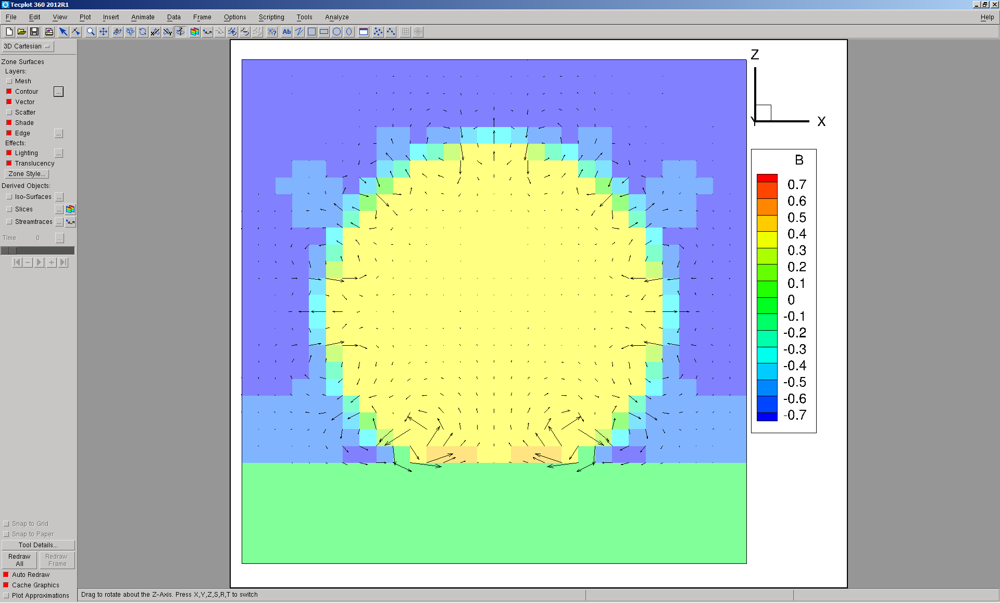 Tecplot 360 2012R1
File Edit View Plot Insert Animate Data Frame Options Scripting Tools Analyze Help
Ab
3D Cartesian
Zone Surfaces
Layers:
Mesh
Contour ...
Vector
Scatter
Shade
Edge ...
Effects:
Lighting ...
Translucency
Zone Style...
Derived Objects:
Iso-Surfaces ...
Slices ...
Streamtraces ...
Time 0 ...
Snap to Grid
Snap to Paper
Tool Details...
Redraw All
Redraw Frame
Auto Redraw
Cache Graphics
Plot Approximations
Z
Y
X
B
0.7
0.6
0.5
0.4
0.3
0.2
0.1
0
-0.1
-0.2
-0.3
-0.4
-0.5
-0.6
-0.7
Drag to rotate about the Z-Axis. Press X,Y,Z,S,R,T to switch